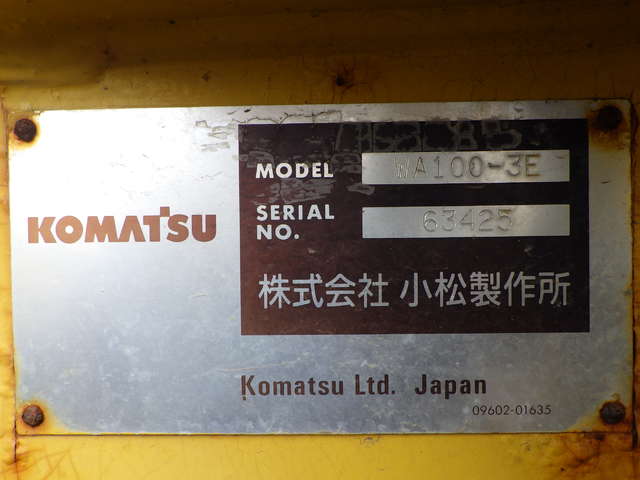 KOMATSU
MODEL WA100-3E
SERIAL NO. 63425
株式会社 小松製作所
Komatsu Ltd. Japan
09602-01635